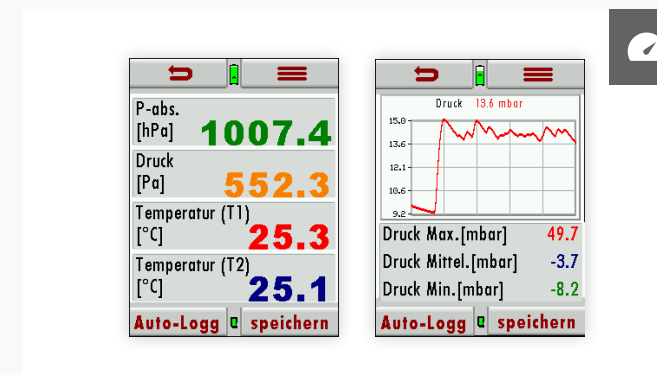 P-abs.
[hPa] 1007.4
Druck
[Pa] 552.3
Temperatur (T1)
[°C] 25.3
Temperatur (T2)
[°C] 25.1
Auto-Logg speichern
Druck 13.6 mbar
15.0
13.6
12.1
10.6
9.2
Druck Max.[mbar] 49.7
Druck Mittel.[mbar] -3.7
Druck Min.[mbar] -8.2
Auto-Logg speichern